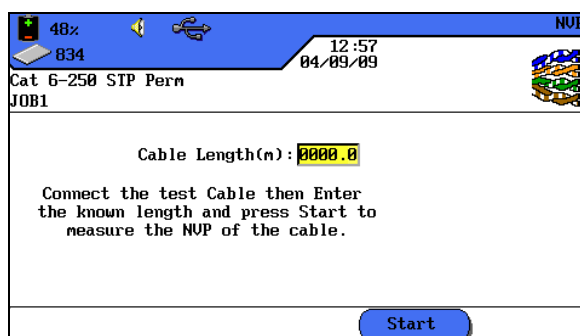 48% NVP
834 12:57
04/09/09
Cat 6-250 STP Perm
JOB1
Cable Length(m): 0000.0
Connect the test Cable then Enter
the known length and press Start to
measure the NVP of the cable.
Start